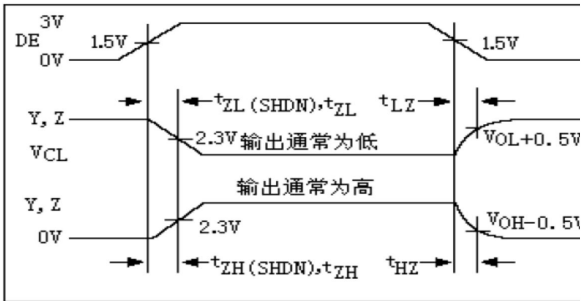 3V
DE
1.5V
1.5V
0V
tZL(SHDN),tZL
tLZ
Y, Z
2.3V
输出通常为低
VOL+0.5V
VCL
输出通常为高
Y, Z
2.3V
VOH-0.5V
0V
tZH(SHDN),tZH
tHZ